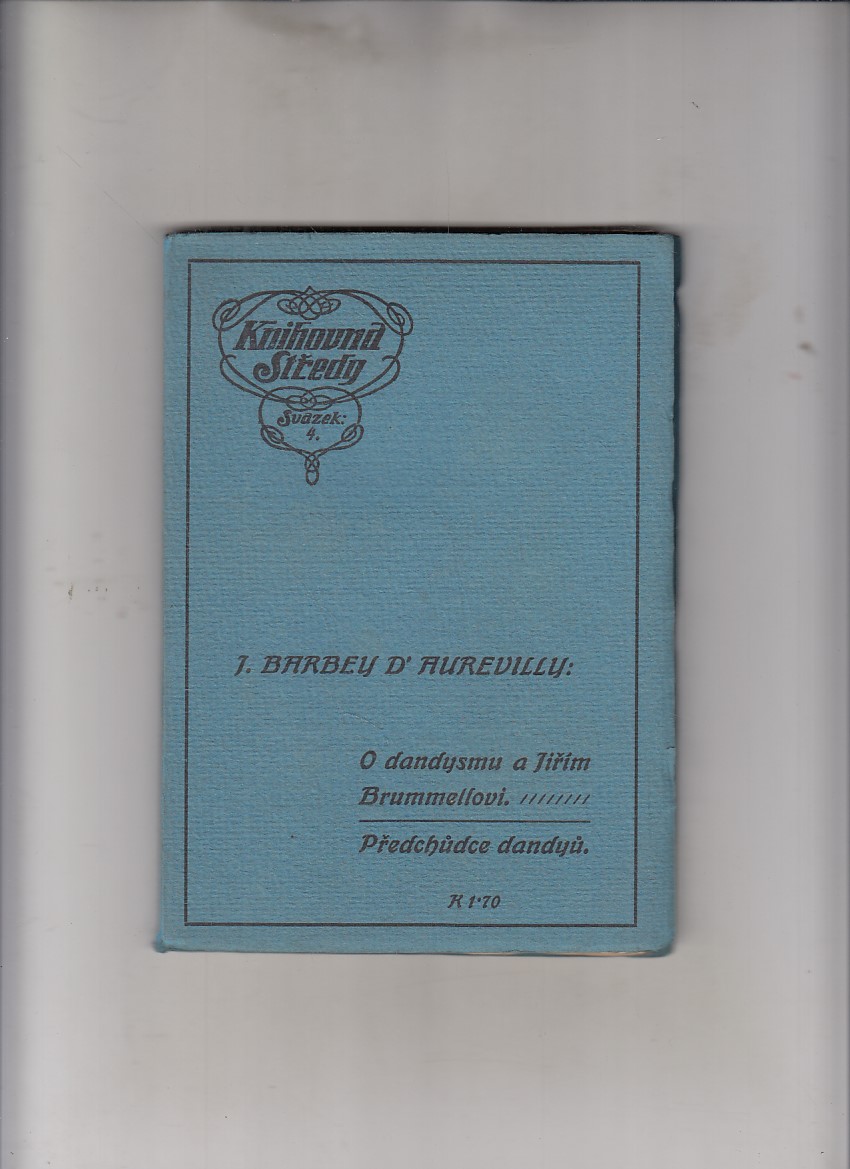 Knihovna
Středy
Svazek:
4.
J. BARBEY D' AUREVILLY:
O dandysmu a Jiřím
Brummellovi. ////////
Předchůdce dandyů.
K 1·70